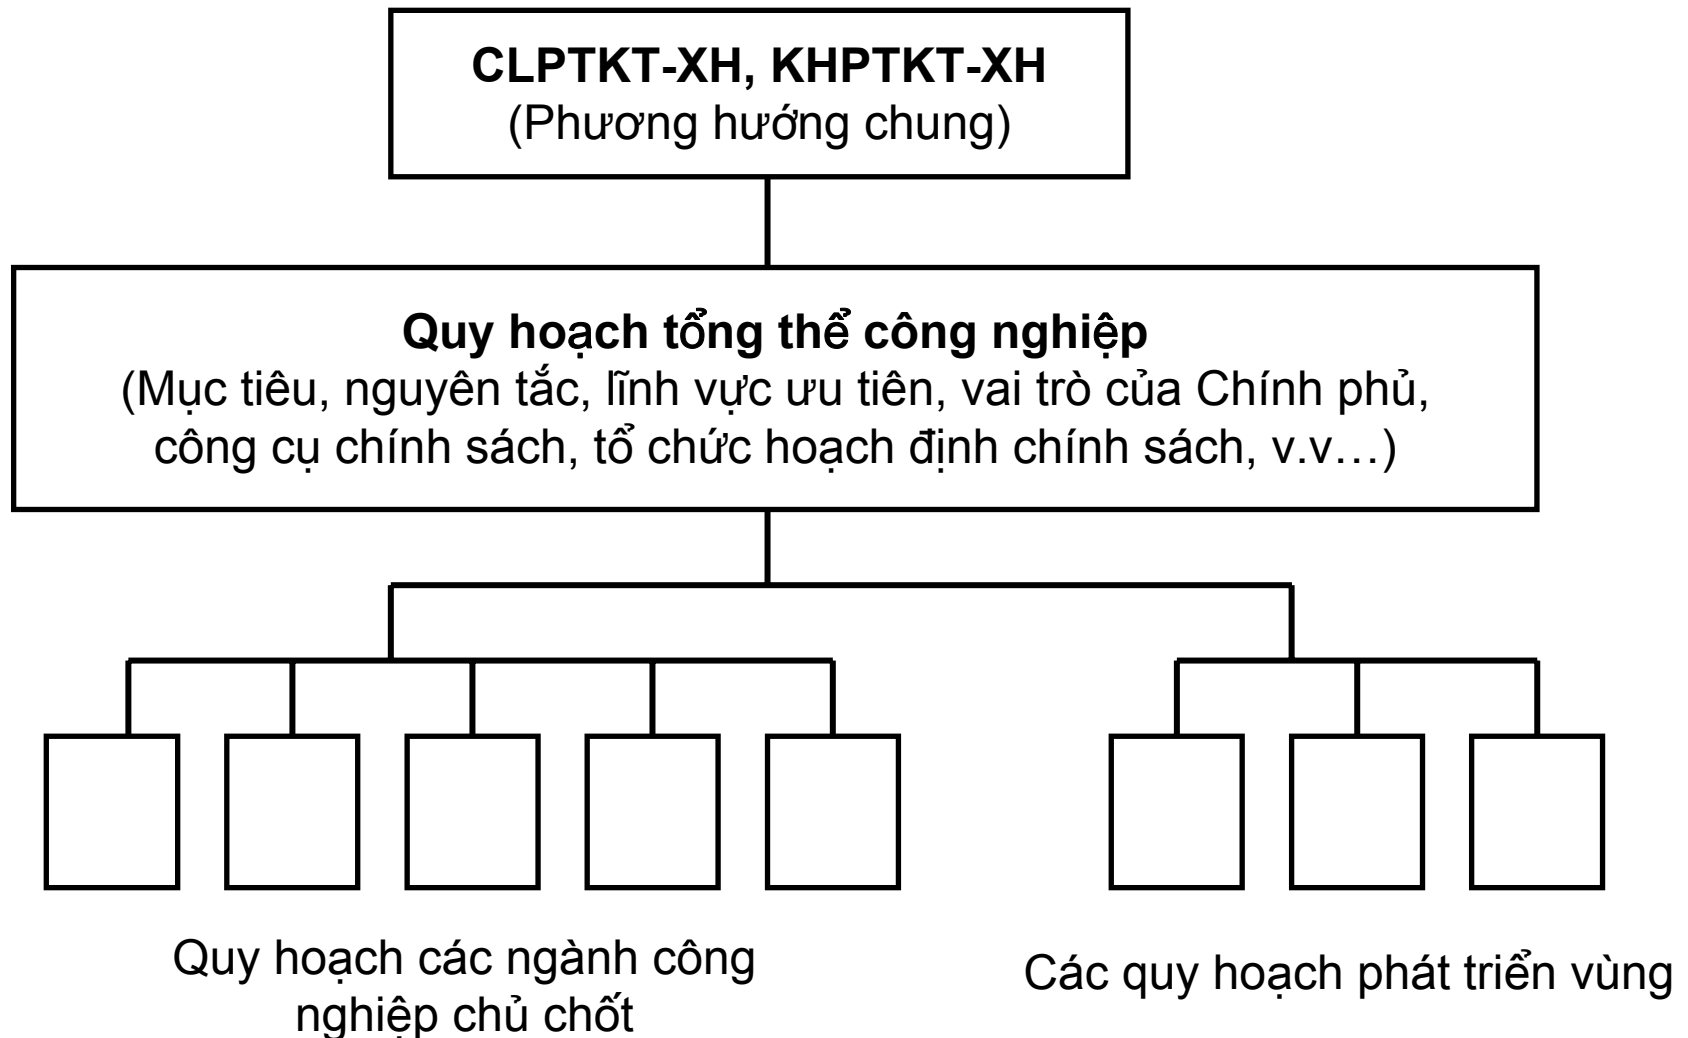 CLPTKT-XH, KHPTKT-XH
(Phương hướng chung)
Quy hoạch tổng thể công nghiệp
(Mục tiêu, nguyên tắc, lĩnh vực ưu tiên, vai trò của Chính phủ,
công cụ chính sách, tổ chức hoạch định chính sách, v.v…)
Quy hoạch các ngành công
nghiệp chủ chốt
Các quy hoạch phát triển vùng